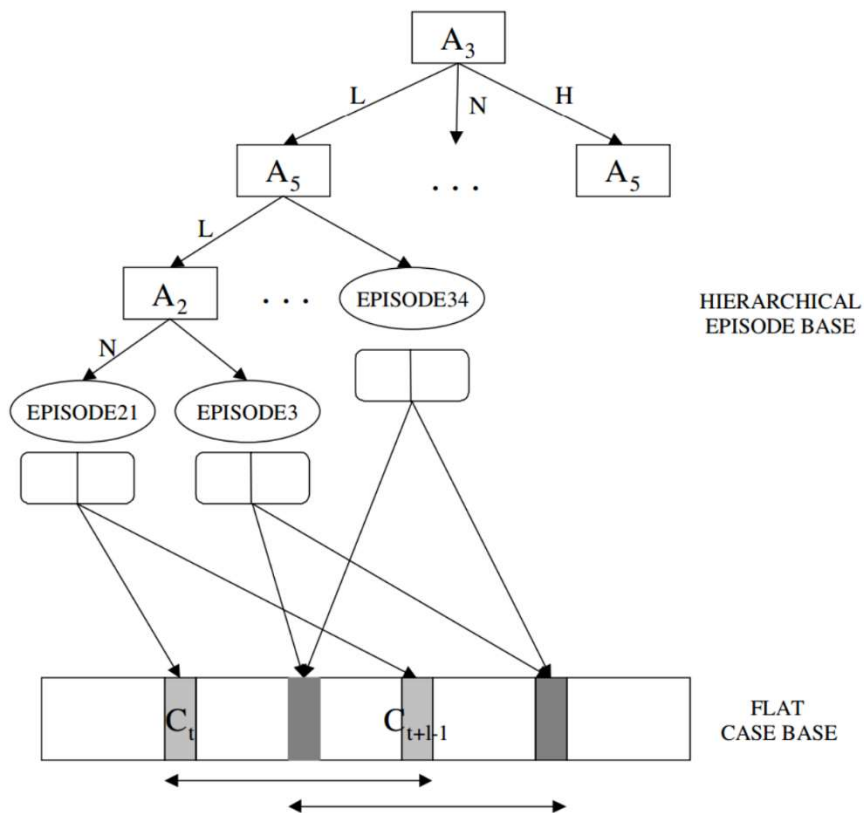 A3
L
N
H
A5
. . .
A5
L
A2
. . .
EPISODE34
HIERARCHICAL
EPISODE BASE
N
EPISODE21
EPISODE3
Ct
Ct+l-1
FLAT
CASE BASE